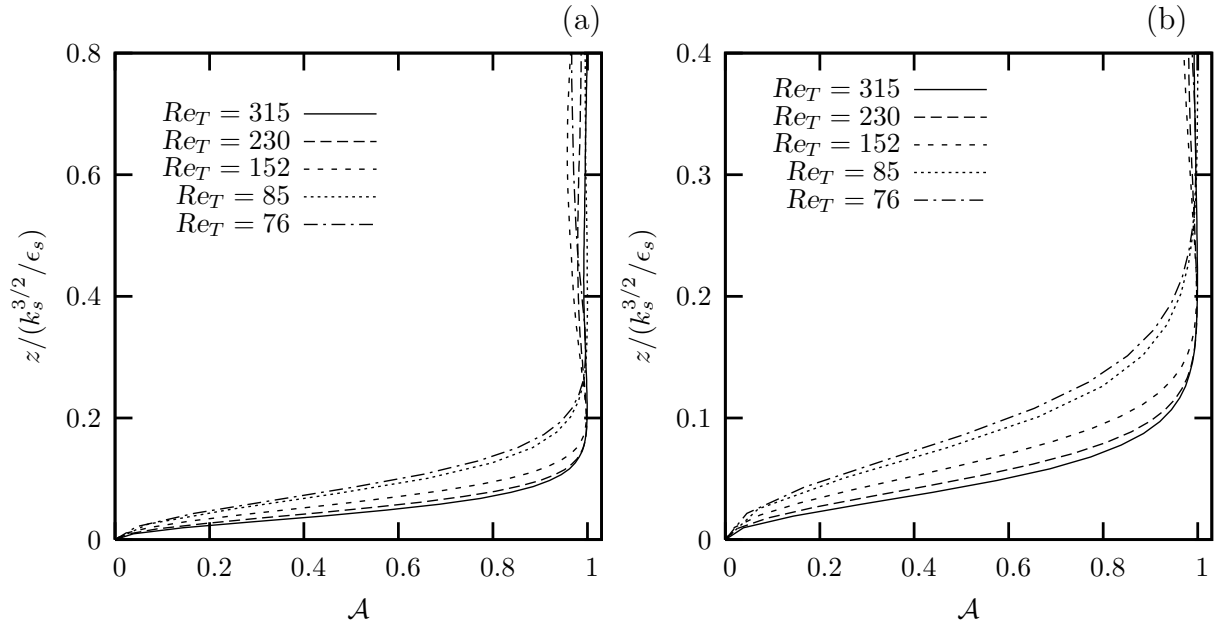 (a)
0.8
0.6
0.4
0.2
0
z/(k_s^{3/2}/ϵ_s)
Re_T = 315
Re_T = 230
Re_T = 152
Re_T = 85
Re_T = 76
0 0.2 0.4 0.6 0.8 1
𝒜
(b)
0.4
0.3
0.2
0.1
0
z/(k_s^{3/2}/ϵ_s)
Re_T = 315
Re_T = 230
Re_T = 152
Re_T = 85
Re_T = 76
0 0.2 0.4 0.6 0.8 1
𝒜